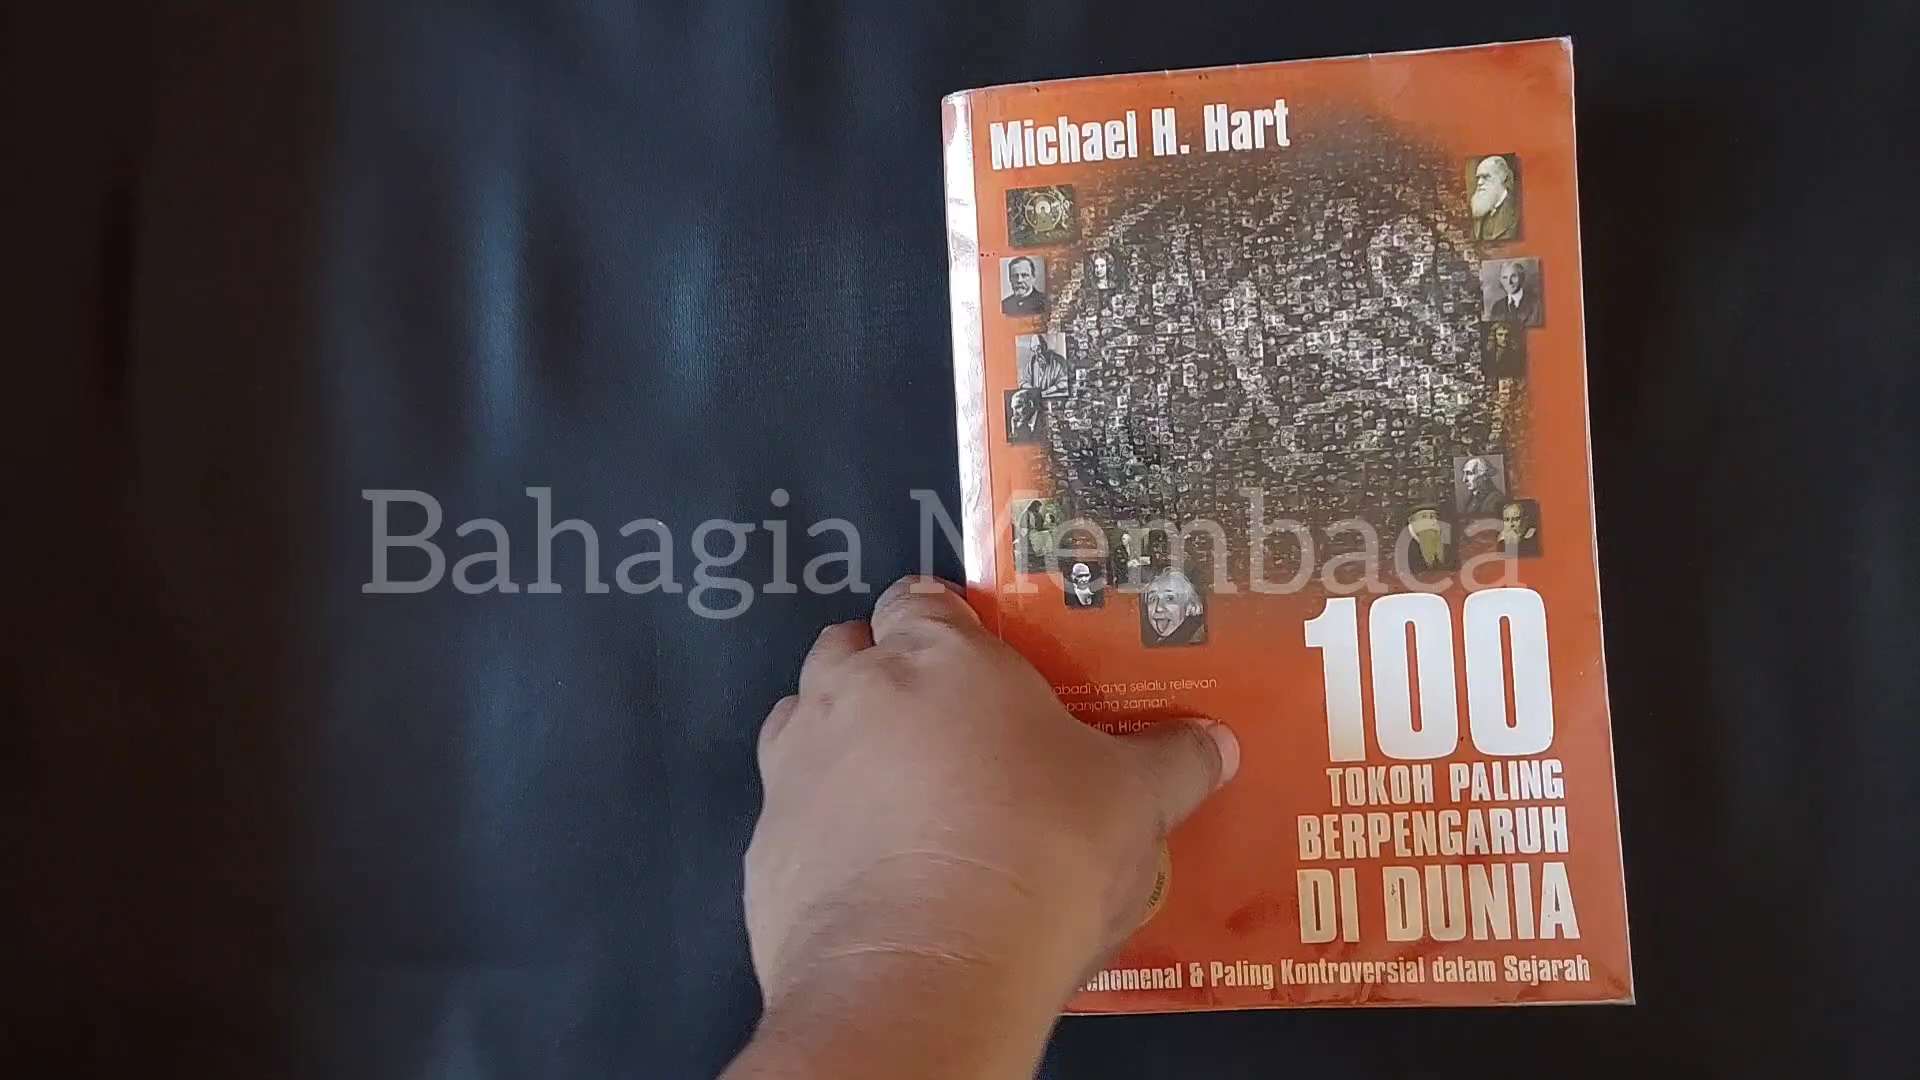 Michael H. Hart
Bahagia Membaca
abadi yang selalu relevan
panjang zaman."
100
TOKOH PALING
BERPENGARUH
DI DUNIA
& Paling Kontroversial dalam Sejarah